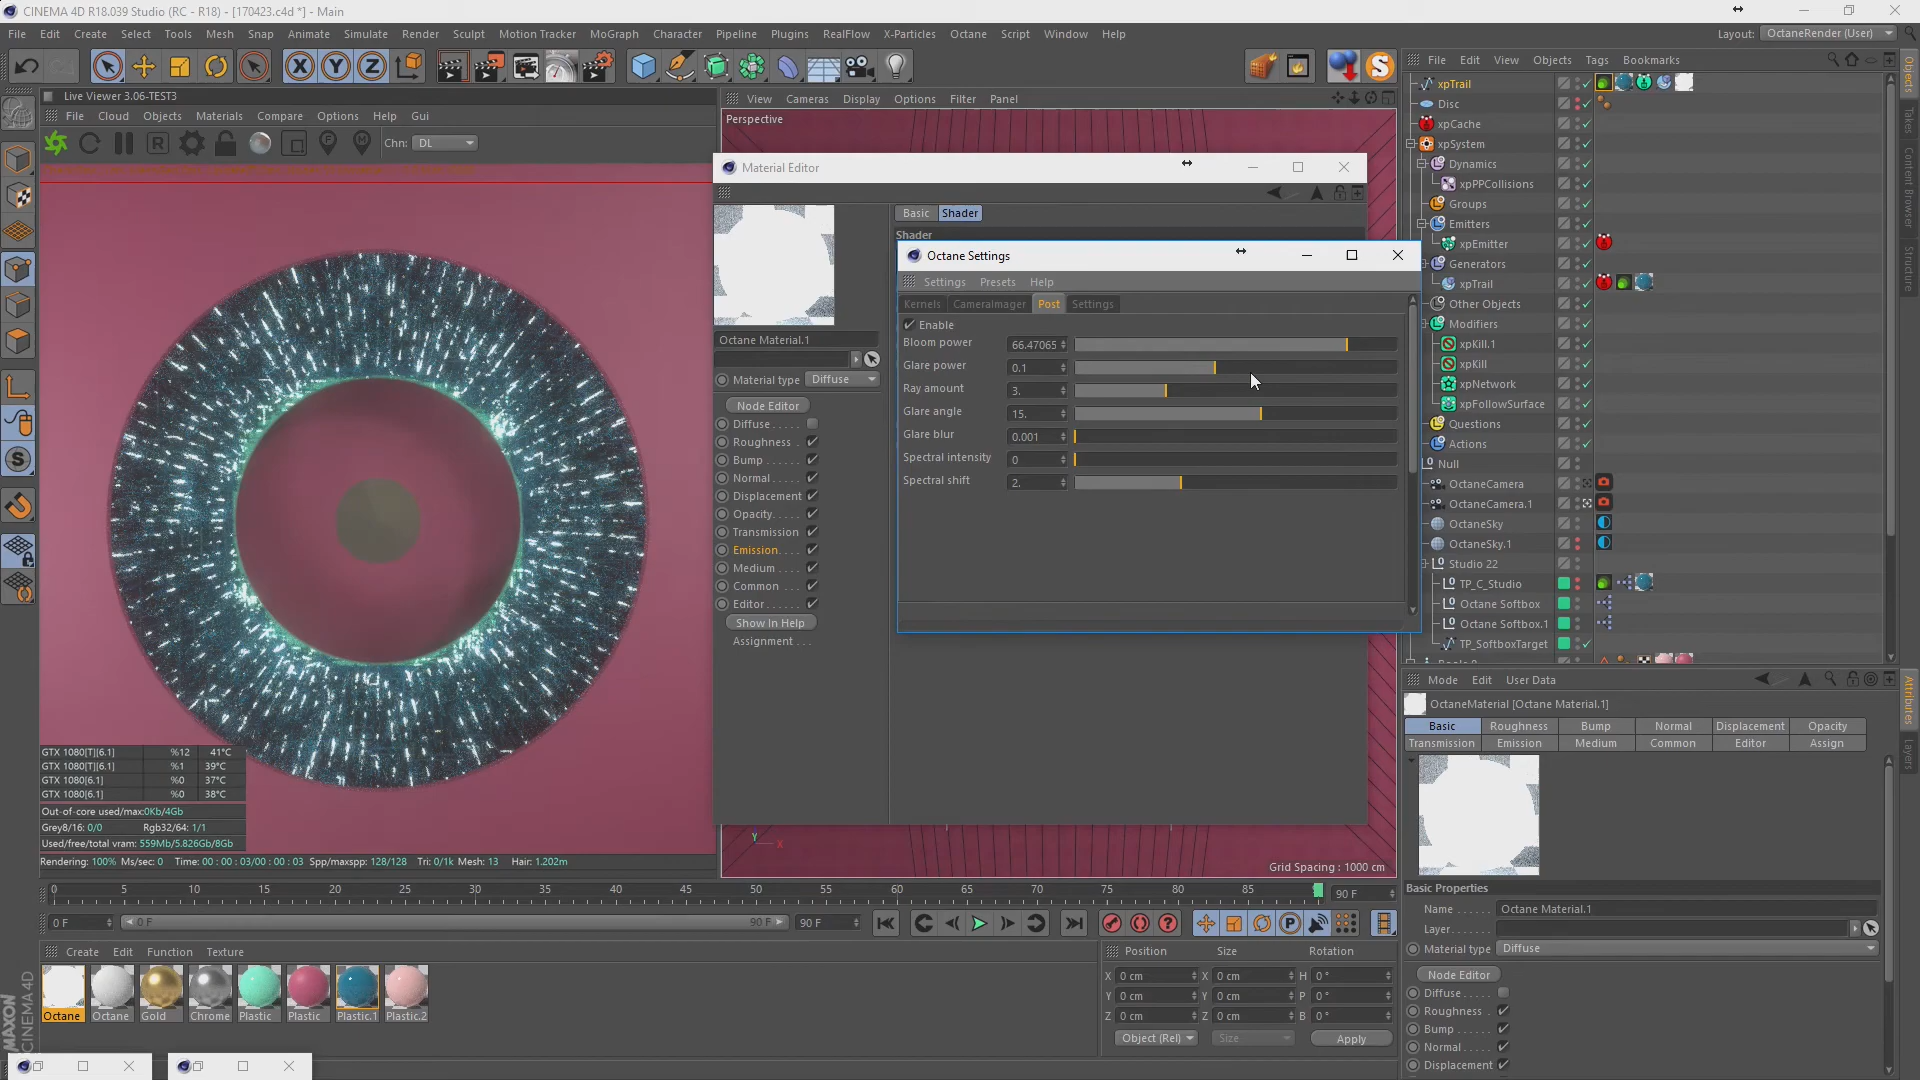 CINEMA 4D R18.039 Studio (RC - R18) - [170423.c4d *] - Main
File Edit Create Select Tools Mesh Snap Animate Simulate Render Sculpt Motion Tracker MoGraph Character Pipeline Plugins RealFlow X-Particles Octane Script Window Help
Layout: OctaneRender (User)
Live Viewer 3.06-TEST3
File Cloud Objects Materials Compare Options Help Gui
Chn: DL
GTX 1080[T][6.1] %12 41°C
GTX 1080[T][6.1] %1 39°C
GTX 1080[6.1] %0 37°C
GTX 1080[6.1] %0 38°C
Out-of-core used/max:0Kb/4Gb
Grey8/16: 0/0 Rgb32/64: 1/1
Used/free/total vram: 559Mb/5.826Gb/8Gb
Rendering: 100% Ms/sec: 0 Time: 00 : 00 : 03/00 : 00 : 03 Spp/maxspp: 128/128 Tri: 0/1k Mesh: 13 Hair: 1.202m
View Cameras Display Options Filter Panel
Perspective
Grid Spacing : 1000 cm
Y
X
Material Editor
Basic Shader
Shader
Octane Material.1
Material type Diffuse
Node Editor
Diffuse
Roughness
Bump
Normal
Displacement
Opacity
Transmission
Emission
Medium
Common
Editor
Show In Help
Assignment
Octane Settings
Settings Presets Help
Kernels CameraImager Post Settings
Enable
Bloom power 66.47065
Glare power 0.1
Ray amount 3.
Glare angle 15.
Glare blur 0.001
Spectral intensity 0
Spectral shift 2.
File Edit View Objects Tags Bookmarks
xpTrail
Disc
xpCache
xpSystem
Dynamics
xpPPCollisions
Groups
Emitters
xpEmitter
Generators
xpTrail
Other Objects
Modifiers
xpKill.1
xpKill
xpNetwork
xpFollowSurface
Questions
Actions
Null
OctaneCamera
OctaneCamera.1
OctaneSky
OctaneSky.1
Studio 22
TP_C_Studio
Octane Softbox
Octane Softbox.1
TP_SoftboxTarget
Objects
Takes
Content Browser
Structure
Mode Edit User Data
OctaneMaterial [Octane Material.1]
Basic Roughness Bump Normal Displacement Opacity
Transmission Emission Medium Common Editor Assign
Basic Properties
Name Octane Material.1
Layer
Material type Diffuse
Node Editor
Diffuse
Roughness
Bump
Normal
Displacement
Attributes
Layers
0 5 10 15 20 25 30 35 40 45 50 55 60 65 70 75 80 85
90 F
0 F 0 F 90 F 90 F
Create Edit Function Texture
Octane Octane Gold Chrome Plastic Plastic Plastic.1 Plastic.2
Position Size Rotation
X 0 cm X 0 cm H 0 °
Y 0 cm Y 0 cm P 0 °
Z 0 cm Z 0 cm B 0 °
Object (Rel) Size Apply
MAXON
CINEMA 4D